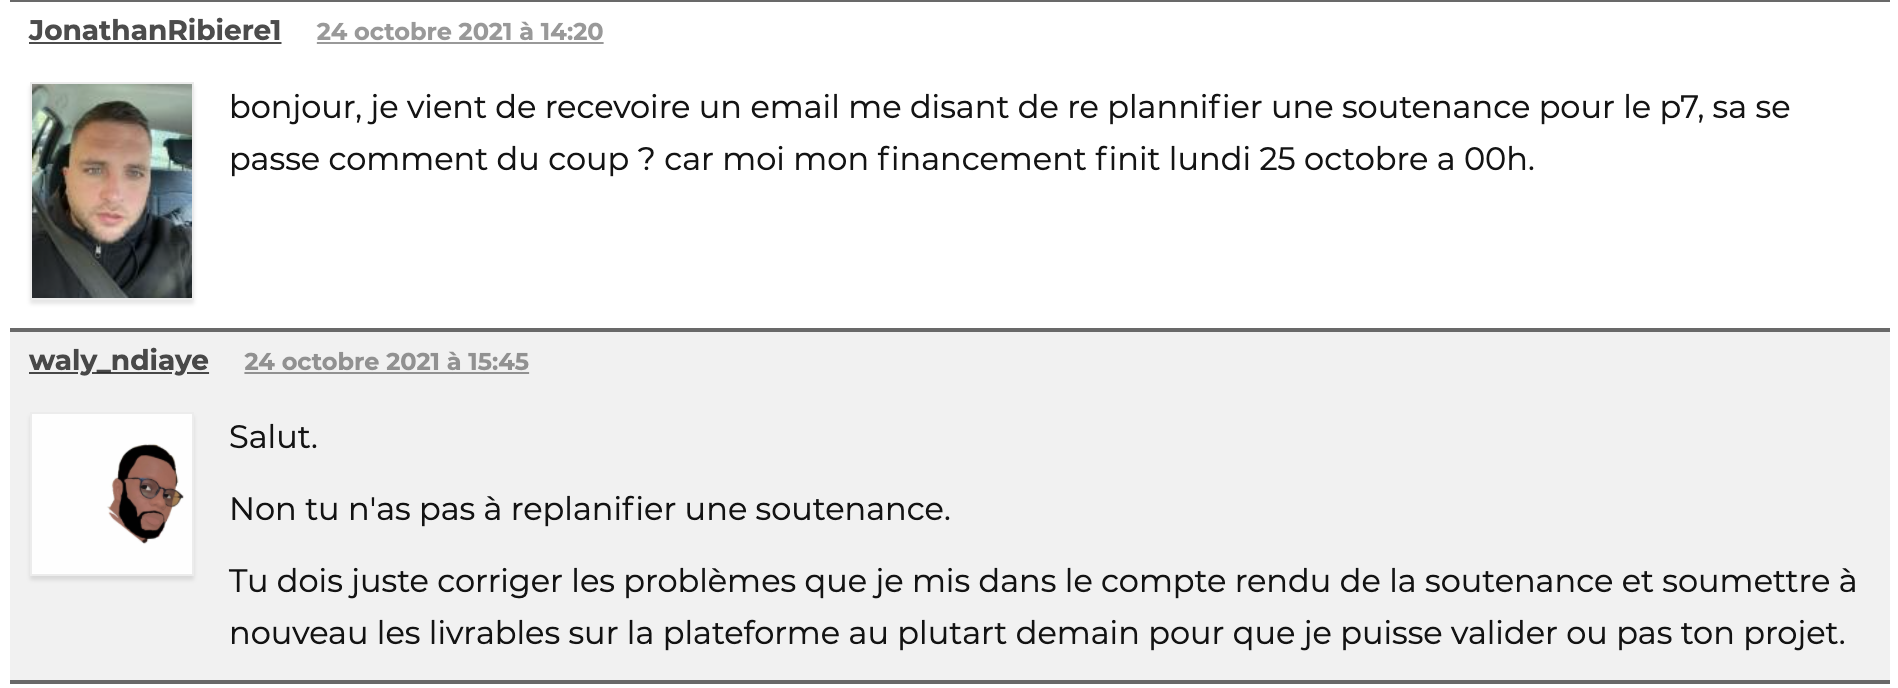 JonathanRibiere1 24 octobre 2021 à 14:20
bonjour, je vient de recevoire un email me disant de re plannifier une soutenance pour le p7, sa se
passe comment du coup ? car moi mon financement finit lundi 25 octobre a 00h.
waly_ndiaye 24 octobre 2021 à 15:45
Salut.
Non tu n'as pas à replanifier une soutenance.
Tu dois juste corriger les problèmes que je mis dans le compte rendu de la soutenance et soumettre à
nouveau les livrables sur la plateforme au plutart demain pour que je puisse valider ou pas ton projet.